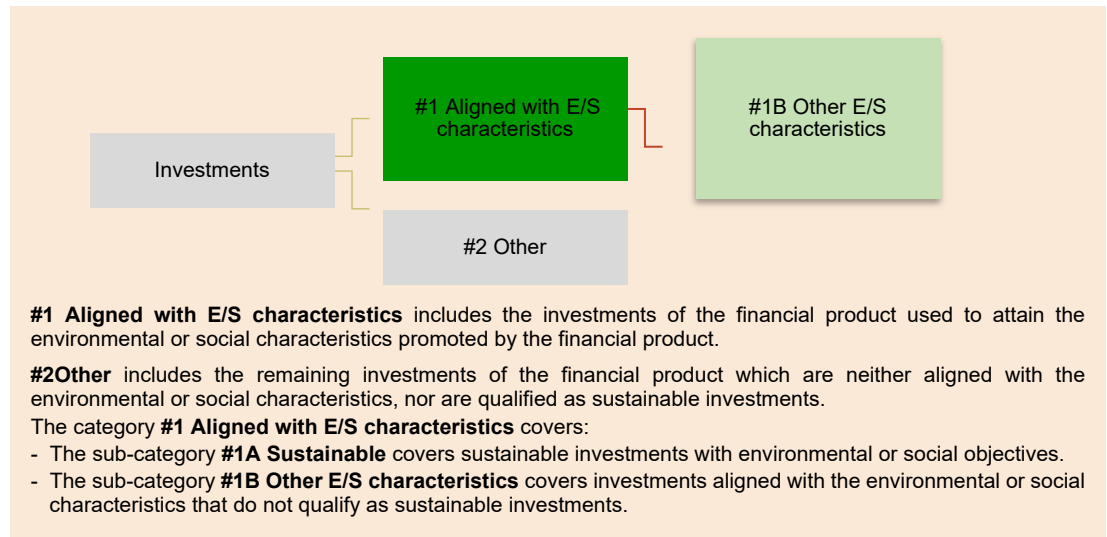 #1 Aligned with E/S
characteristics
#1B Other E/S
characteristics
Investments
#2 Other
#1 Aligned with E/S characteristics includes the investments of the financial product used to attain the
environmental or social characteristics promoted by the financial product.
#2Other includes the remaining investments of the financial product which are neither aligned with the
environmental or social characteristics, nor are qualified as sustainable investments.
The category #1 Aligned with E/S characteristics covers:
- The sub-category #1A Sustainable covers sustainable investments with environmental or social objectives.
- The sub-category #1B Other E/S characteristics covers investments aligned with the environmental or social
characteristics that do not qualify as sustainable investments.